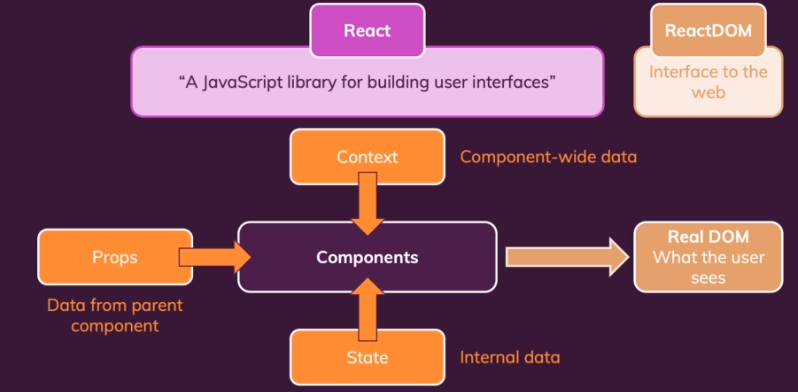 React
ReactDOM
“A JavaScript library for building user interfaces”
Interface to the
web
Context
Component-wide data
Props
Components
Real DOM
What the user
sees
Data from parent
component
State
Internal data